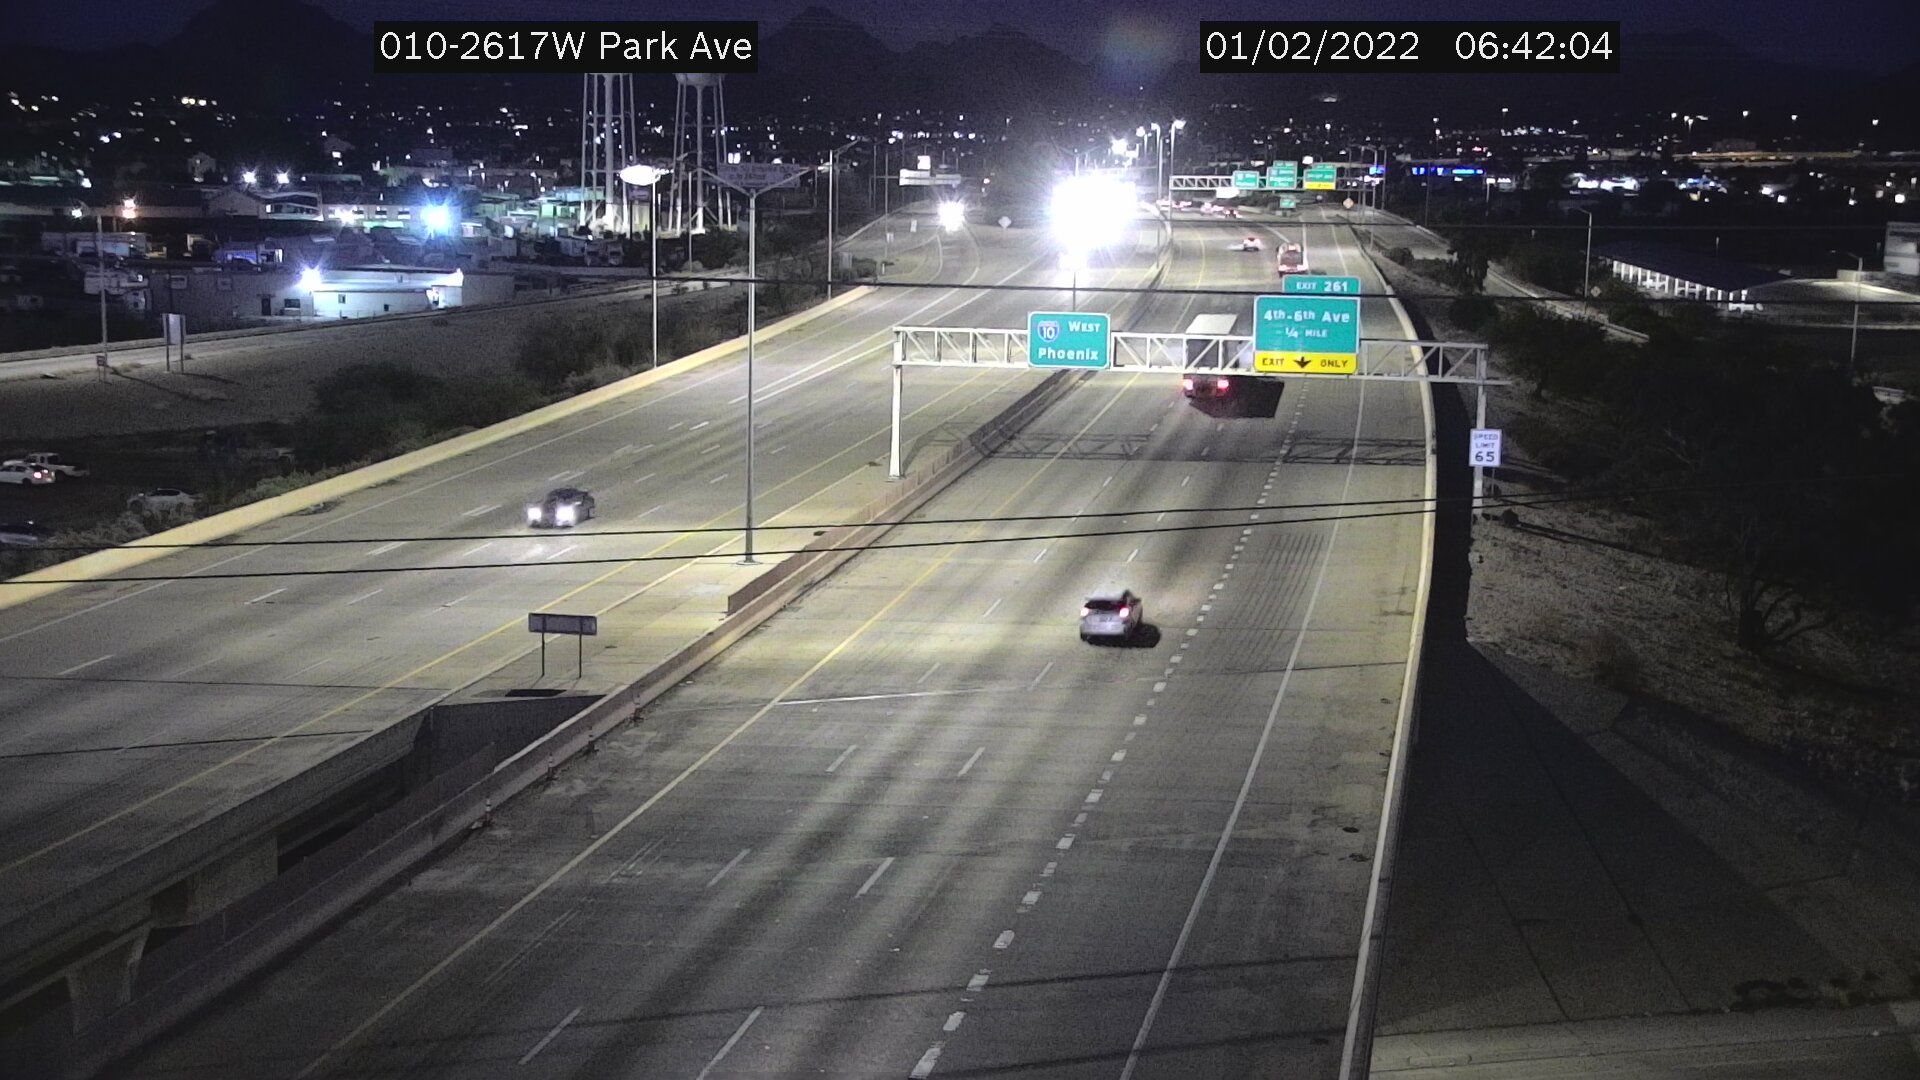 010-2617W Park Ave
01/02/2022 06:42:04
EXIT 261
10 WEST
Phoenix
4th-6th Ave
1/4 MILE
EXIT ONLY
SPEED
LIMIT
65